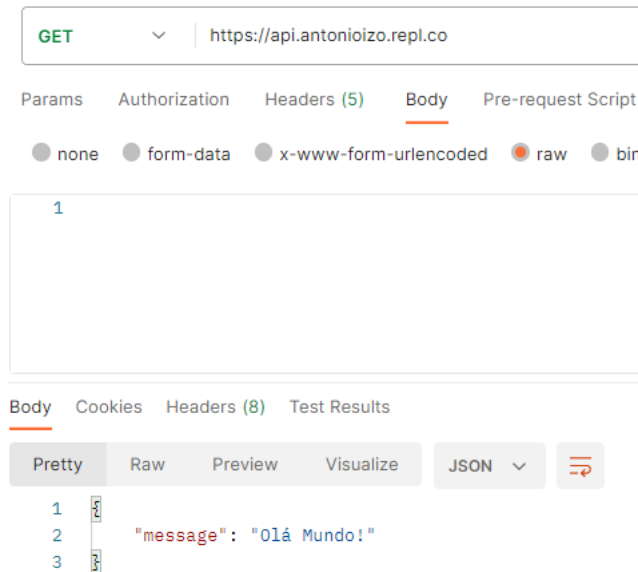 GET https://api.antonioizo.repl.co
Params Authorization Headers (5) Body Pre-request Script
none form-data x-www-form-urlencoded raw bin
1
Body Cookies Headers (8) Test Results
Pretty Raw Preview Visualize JSON
1 {
2 "message": "Olá Mundo!"
3 }